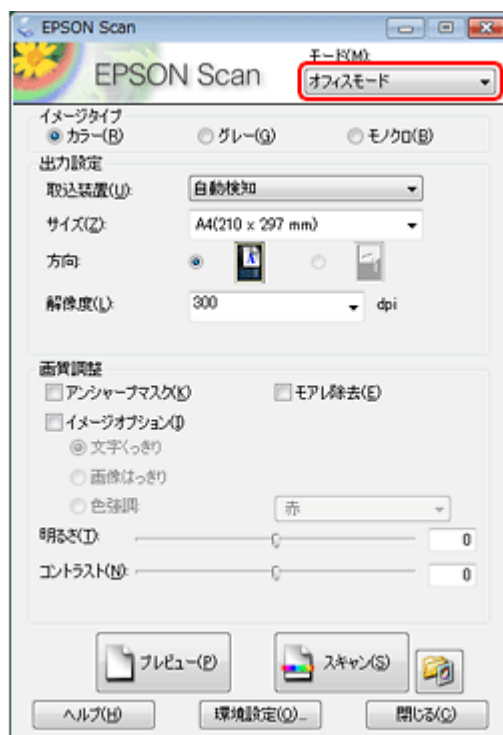 EPSON Scan
EPSON Scan
モード(M):
オフィスモード
イメージタイプ
カラー(R) グレー(G) モノクロ(B)
出力設定
取込装置(U): 自動検知
サイズ(Z): A4(210 x 297 mm)
方向:
解像度(L): 300 dpi
画質調整
アンシャープマスク(K) モアレ除去(E)
イメージオプション(I)
文字くっきり
画像はっきり
色強調: 赤
明るさ(T): 0
コントラスト(N): 0
プレビュー(P) スキャン(S)
ヘルプ(H) 環境設定(O)... 閉じる(C)